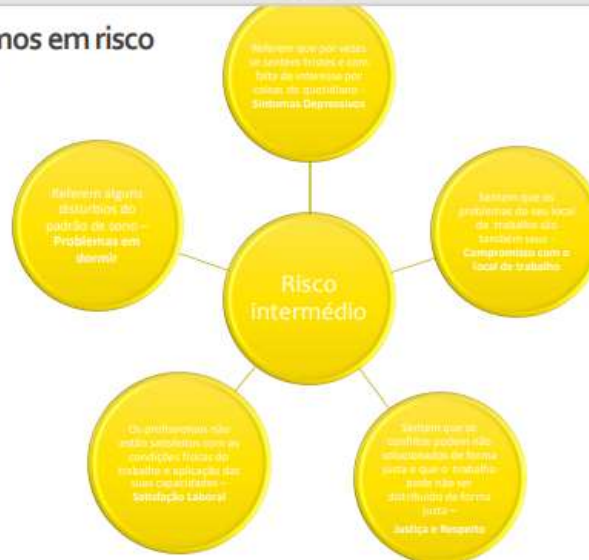 mos em risco
Referem que por vezes
se sentem tristes e com
falta de interesse por
coisas do quotidiano –
Sintomas Depressivos
Referem alguns
distúrbios do
padrão de sono –
Problemas em
dormir
Sentem que os
problemas do seu local
de trabalho são
também seus -
Compromisso com o
local de trabalho
Risco
intermédio
Os profissionais não
estão satisfeitos com as
condições físicas do
trabalho e aplicação das
suas capacidades –
Satisfação Laboral
Sentem que os
conflitos podem não
solucionados de forma
justa e que o trabalho
pode não ser
distribuído de forma
justa –
Justiça e Respeito